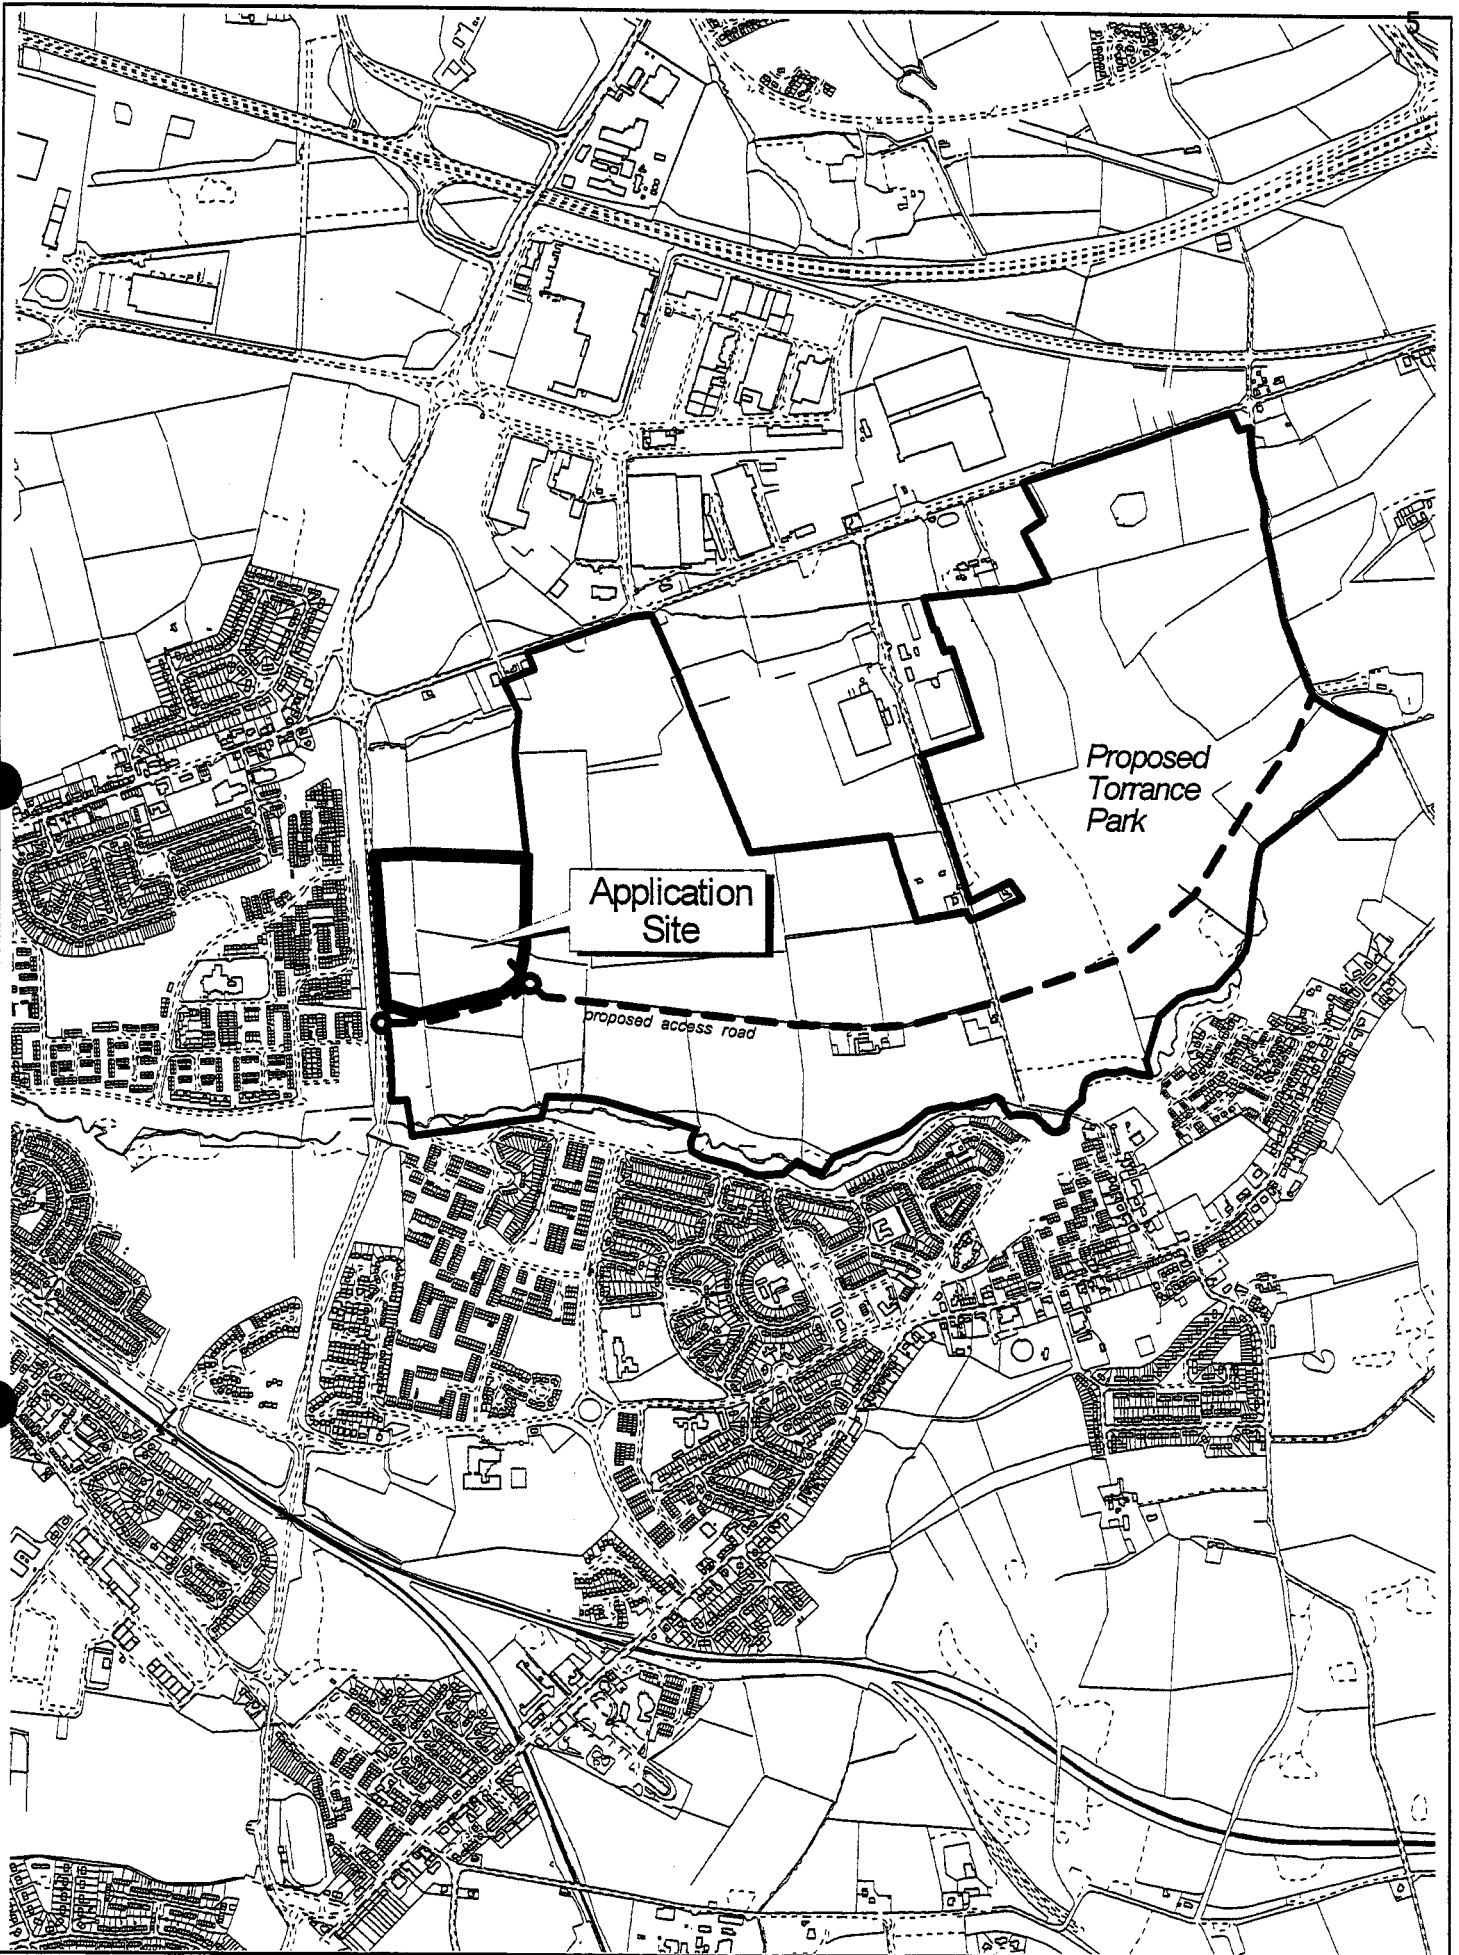 5
Proposed
Torrance
Park
Application
Site
proposed access road